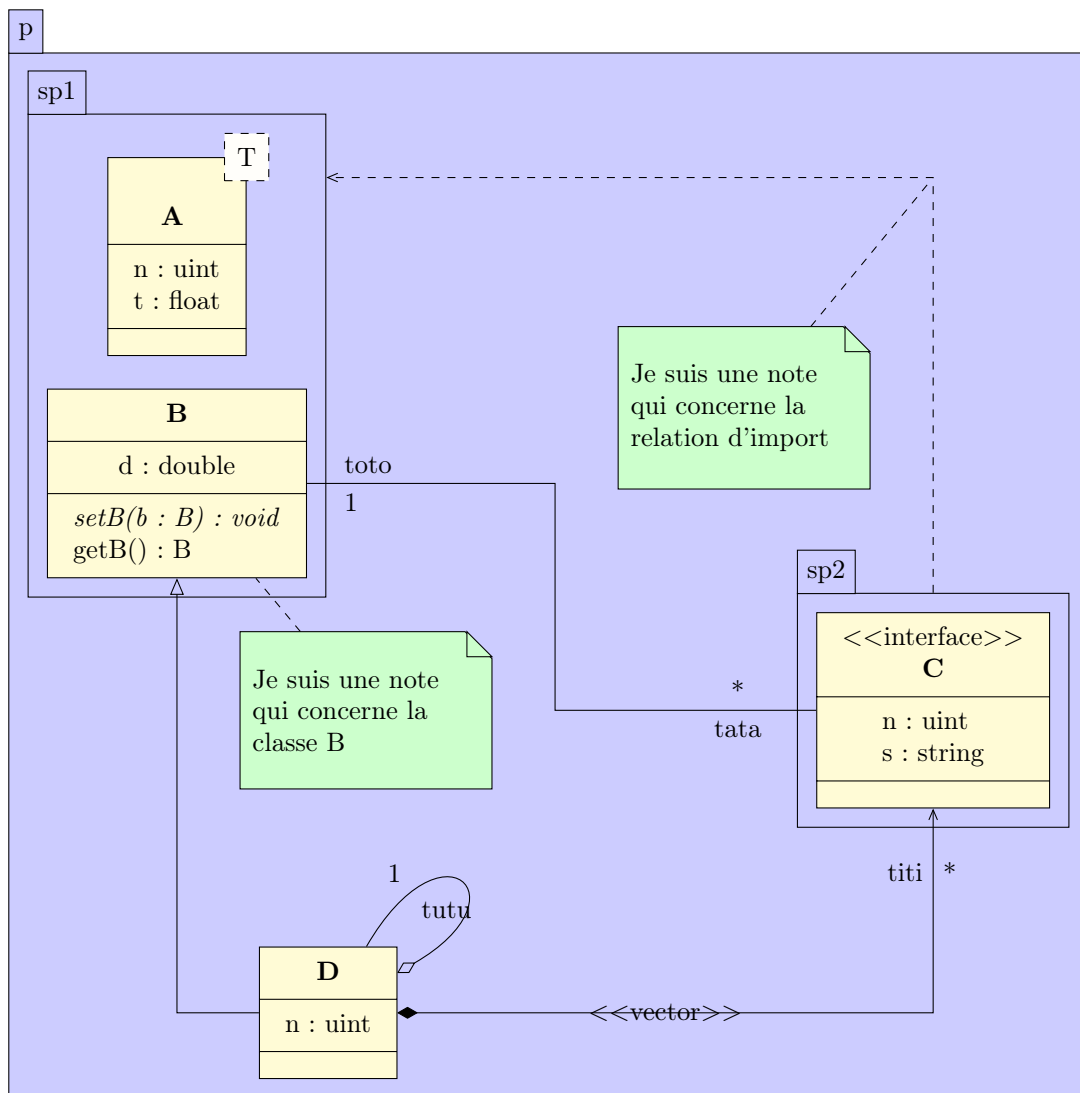 p
sp1
T
A
n : uint
t : float
B
d : double
setB(b : B) : void
getB() : B
toto
1
Je suis une note
qui concerne la
relation d'import
Je suis une note
qui concerne la
classe B
sp2
<<interface>>
C
n : uint
s : string
*
tata
titi
*
1
tutu
D
n : uint
<<vector>>